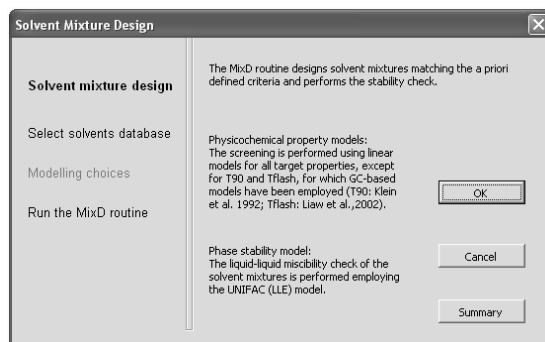 Solvent Mixture Design
Solvent mixture design
Select solvents database
Modelling choices
Run the MixD routine
The MixD routine designs solvent mixtures matching the a priori
defined criteria and performs the stability check.
Physicochemical property models:
The screening is performed using linear
models for all target properties, except
for T90 and Tflash, for which GC-based
models have been employed (T90: Klein
et al. 1992; Tflash: Liaw et al.,2002).
Phase stability model:
The liquid-liquid miscibility check of the
solvent mixtures is performed employing
the UNIFAC (LLE) model.
OK
Cancel
Summary